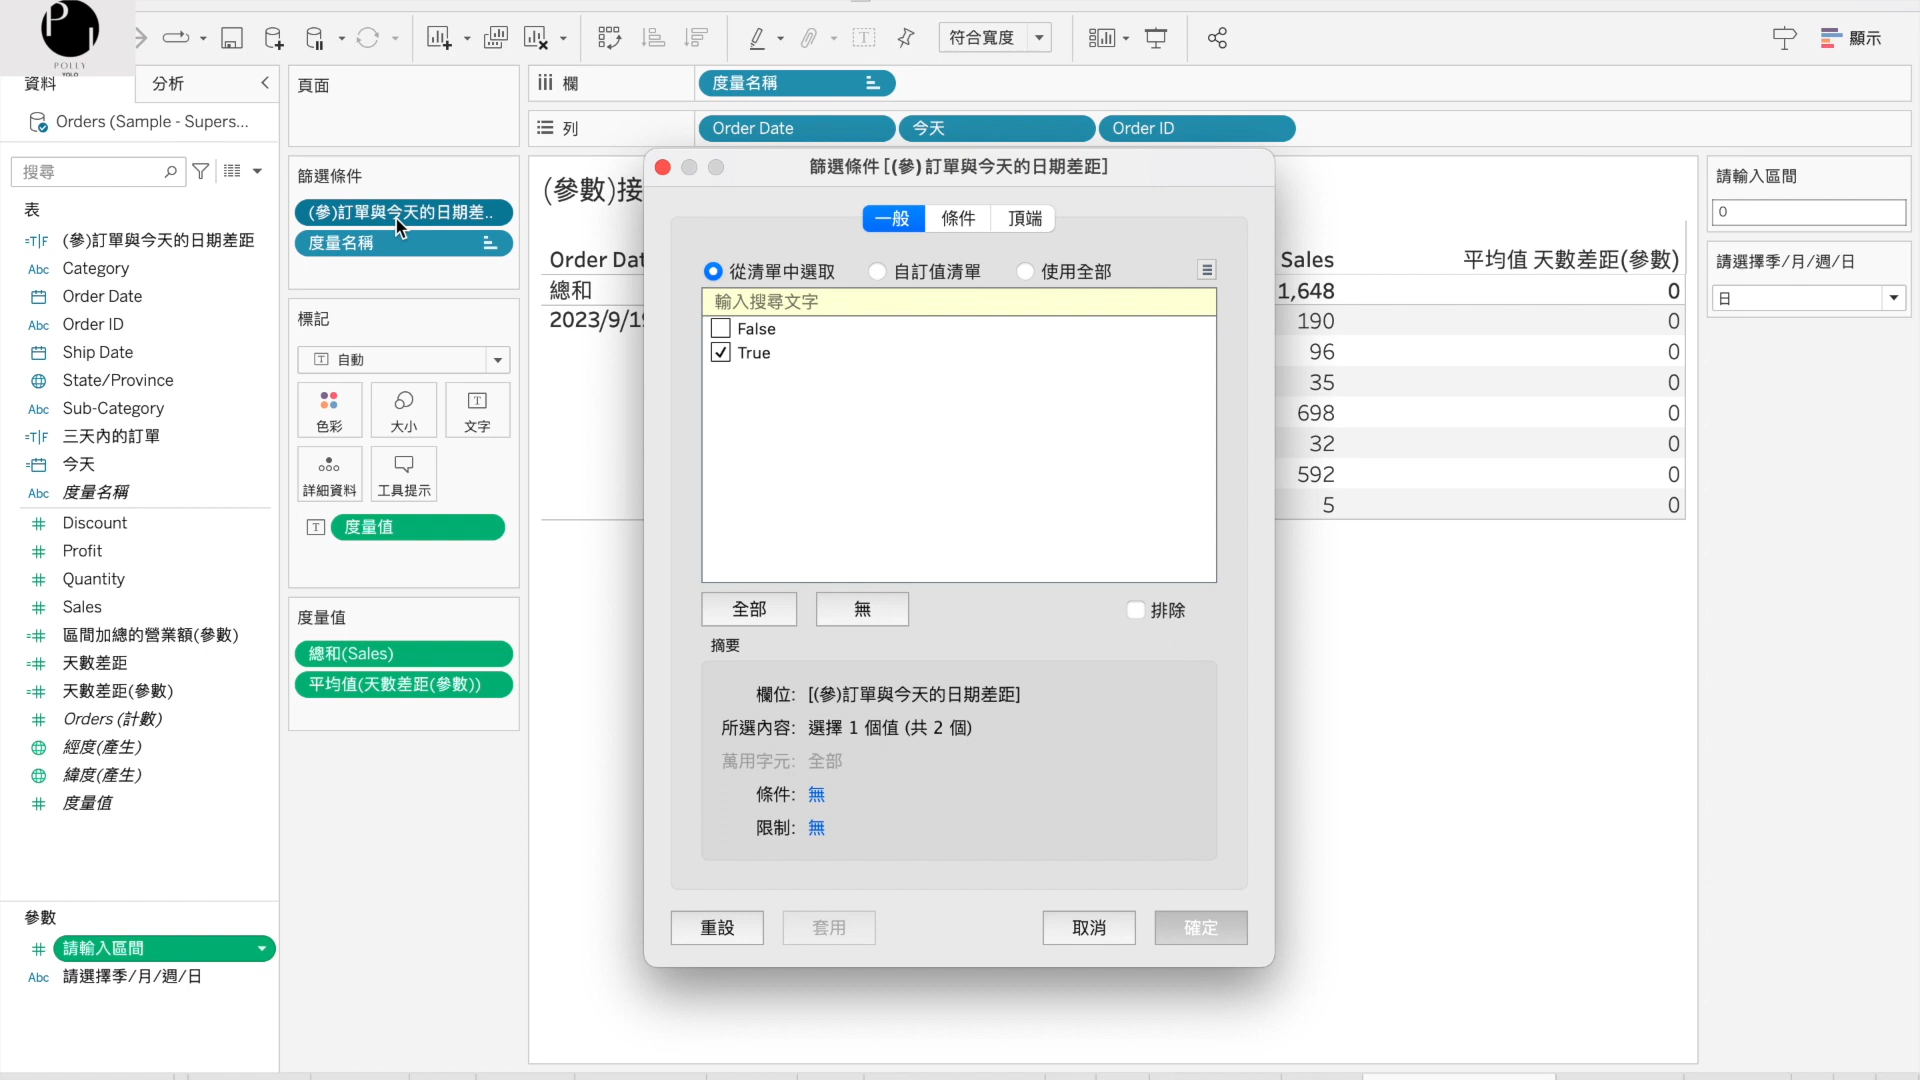 P
POLLY
YOLO
符合寬度
顯示
資料
分析
頁面
欄
度量名稱
Orders (Sample - Supers...
列
Order Date
今天
Order ID
搜尋
篩選條件
(參)訂單與今天的日期差..
度量名稱
表
=T|F (參)訂單與今天的日期差距
Abc Category
Order Date
Abc Order ID
Ship Date
State/Province
Abc Sub-Category
=T|F 三天內的訂單
今天
Abc 度量名稱
Discount
Profit
Quantity
Sales
區間加總的營業額(參數)
天數差距
天數差距(參數)
Orders (計數)
經度(產生)
緯度(產生)
度量值
參數
請輸入區間
Abc 請選擇季/月/週/日
標記
自動
色彩
大小
文字
詳細資料
工具提示
度量值
度量值
總和(Sales)
平均值(天數差距(參數))
(參數)接
Order Dat
總和
2023/9/19
篩選條件 [(參) 訂單與今天的日期差距]
一般
條件
頂端
從清單中選取
自訂值清單
使用全部
輸入搜尋文字
False
True
全部
無
排除
摘要
欄位: [(參)訂單與今天的日期差距]
所選內容: 選擇 1 個值 (共 2 個)
萬用字元: 全部
條件: 無
限制: 無
重設
套用
取消
確定
Sales 平均值 天數差距(參數)
1,648 0
190 0
96 0
35 0
698 0
32 0
592 0
5 0
請輸入區間
0
請選擇季/月/週/日
日